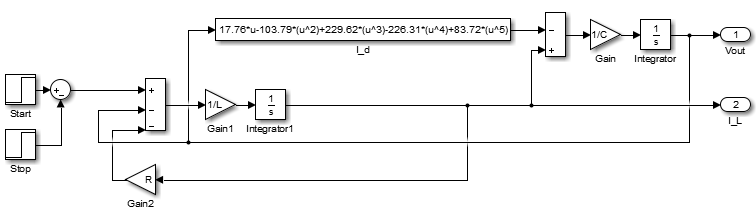 17.76*u-103.79*(u^2)+229.62*(u^3)-226.31*(u^4)+83.72*(u^5)
I_d
−
+
1/C
Gain
1
s
Integrator
1
Vout
Start
+
−
+
−
−
1/L
Gain1
1
s
Integrator1
2
I_L
Stop
R
Gain2